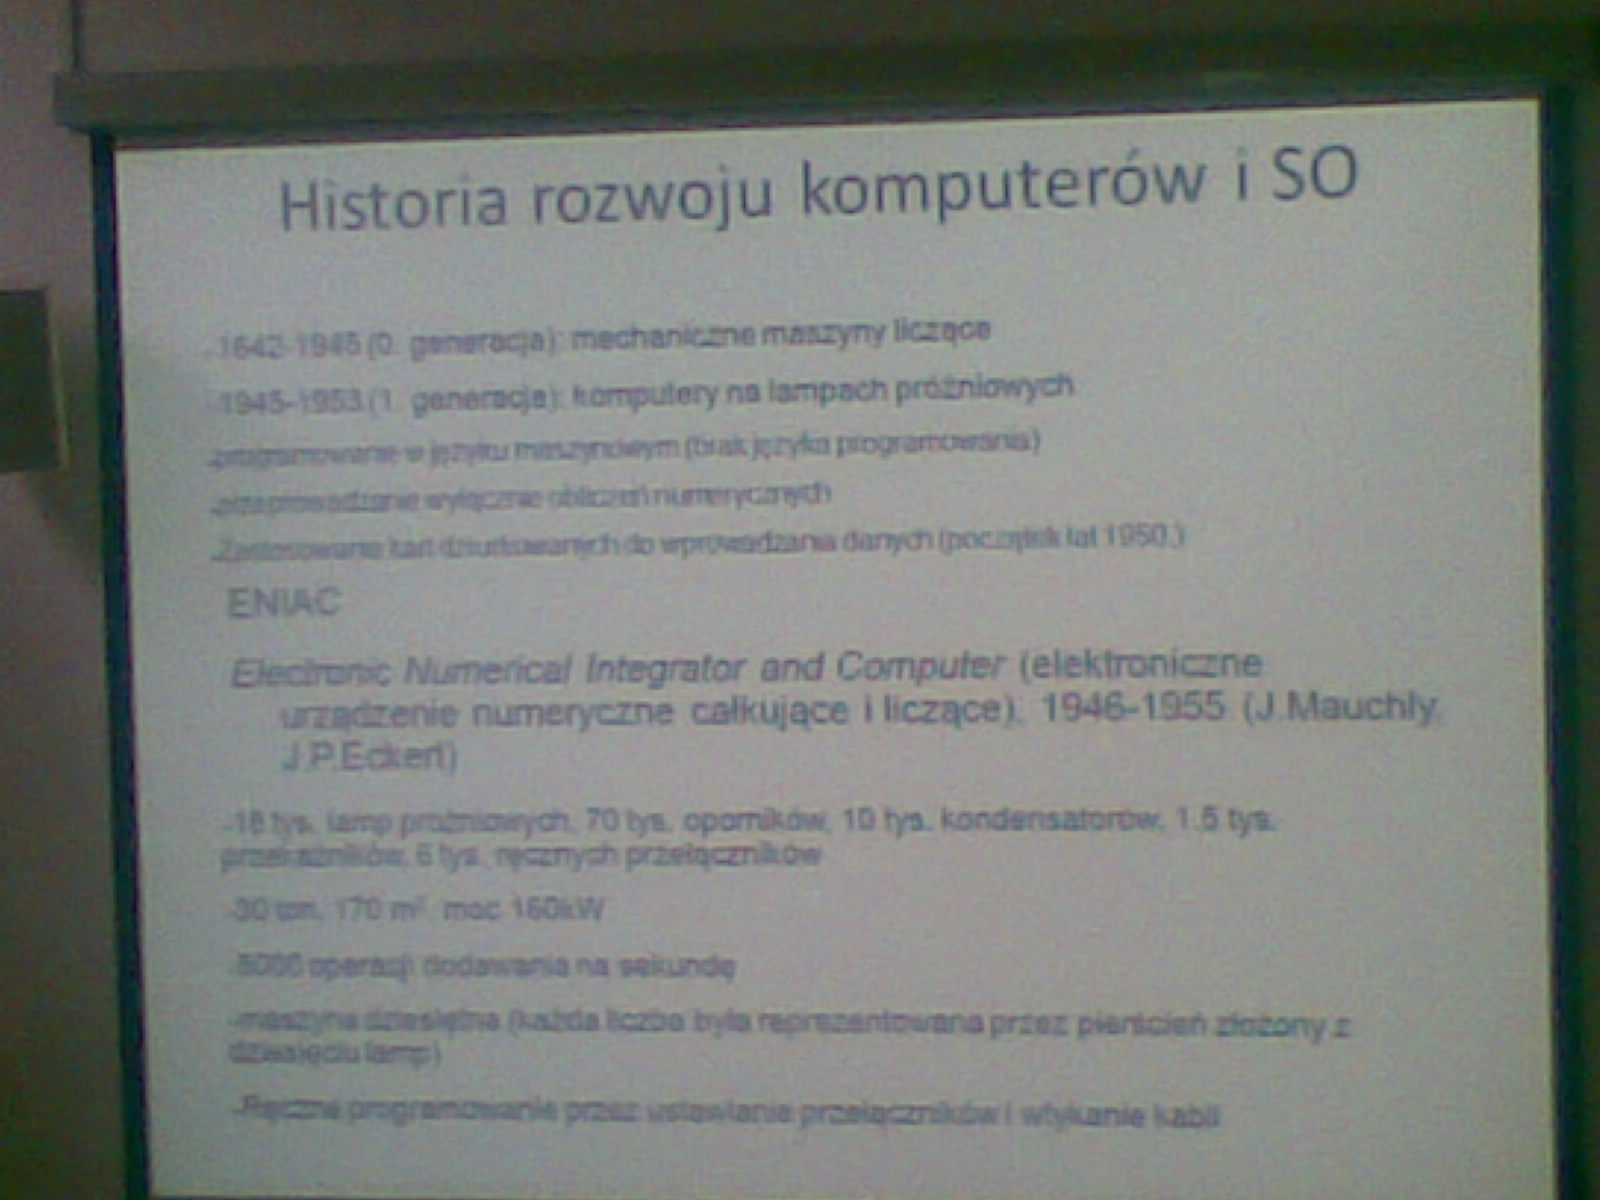 Historia rozwoju komputerów i SO
1642-1945 (0. generacja): mechaniczne maszyny liczące
1945-1953 (1. generacja): komputery na lampach próżniowych
-programowanie w języku maszynowym (brak języka programowania)
-przeprowadzanie wyłącznie obliczeń numerycznych
-Zastosowanie kart dziurkowanych do wprowadzania danych (początek lat 1950.)
ENIAC
Electronic Numerical Integrator and Computer (elektroniczne
urządzenie numeryczne całkujące i liczące), 1946-1955 (J.Mauchly,
J.P.Eckert)
-18 tys. lamp próżniowych, 70 tys. oporników, 10 tys. kondensatorów, 1.5 tys.
przekaźników, 6 tys. ręcznych przełączników
-30 ton, 170 m², moc 160kW
-5000 operacji dodawania na sekundę
-maszyna dziesiętna (każda liczba była reprezentowana przez pierścień złożony z
dziesięciu lamp)
-Ręczne programowanie przez ustawianie przełączników i wtykanie kabli